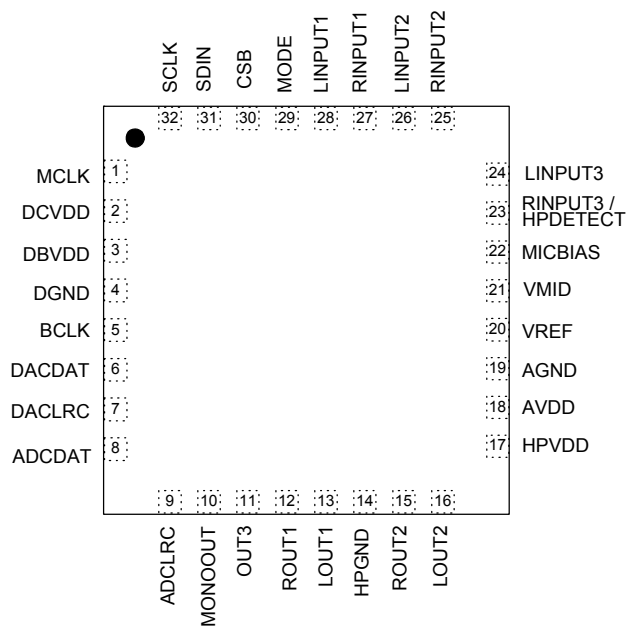 SCLK
SDIN
CSB
MODE
LINPUT1
RINPUT1
LINPUT2
RINPUT2
32
31
30
29
28
27
26
25
MCLK
1
DCVDD
2
DBVDD
3
DGND
4
BCLK
5
DACDAT
6
DACLRC
7
ADCDAT
8
24
LINPUT3
23
RINPUT3 /
HPDETECT
22
MICBIAS
21
VMID
20
VREF
19
AGND
18
AVDD
17
HPVDD
9
10
11
12
13
14
15
16
ADCLRC
MONOOUT
OUT3
ROUT1
LOUT1
HPGND
ROUT2
LOUT2